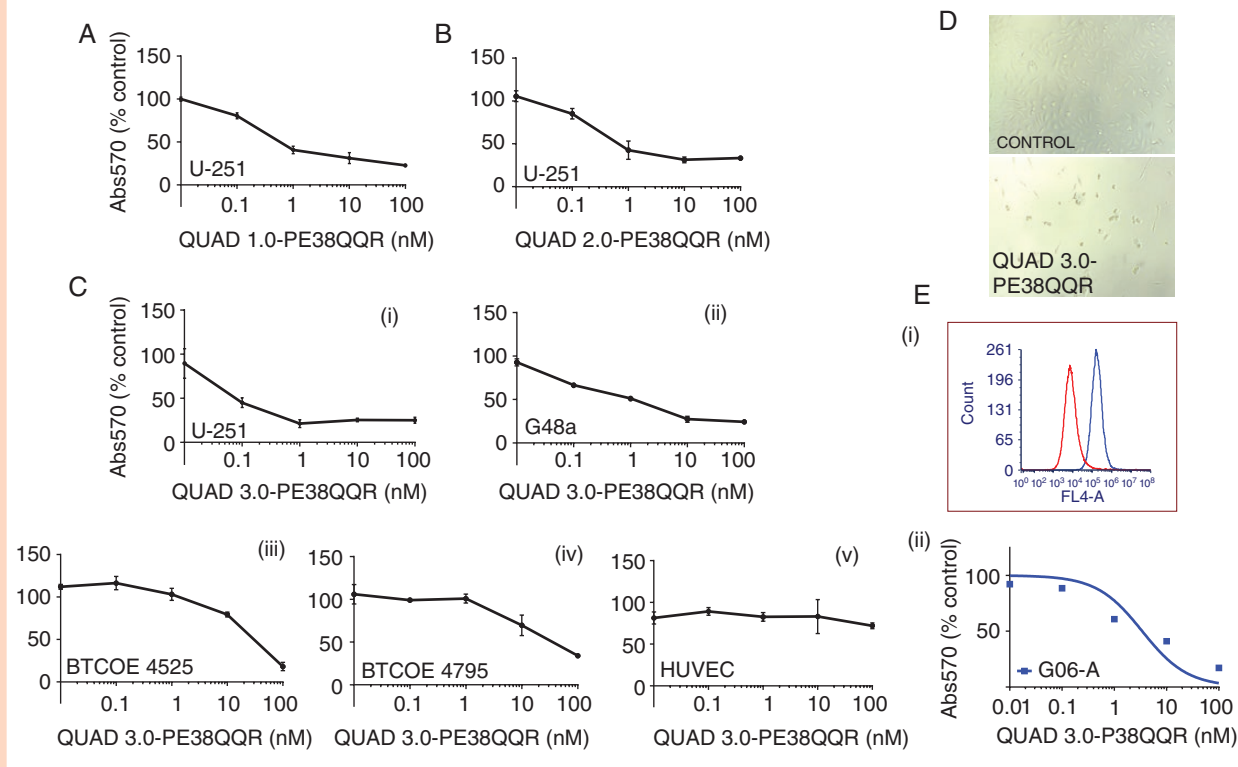 A
Abs570 (% control)
150
100
50
0
U-251
0.1 1 10 100
QUAD 1.0-PE38QQR (nM)
B
150
100
50
0
U-251
0.1 1 10 100
QUAD 2.0-PE38QQR (nM)
C
Abs570 (% control)
(i)
150
100
50
0
U-251
0.1 1 10 100
QUAD 3.0-PE38QQR (nM)
(ii)
150
100
50
0
G48a
0.1 1 10 100
QUAD 3.0-PE38QQR (nM)
(iii)
150
100
50
0
BTCOE 4525
0.1 1 10 100
QUAD 3.0-PE38QQR (nM)
(iv)
150
100
50
0
BTCOE 4795
0.1 1 10 100
QUAD 3.0-PE38QQR (nM)
(v)
150
100
50
0
HUVEC
0.1 1 10 100
QUAD 3.0-PE38QQR (nM)
D
CONTROL
QUAD 3.0-
PE38QQR
E
(i)
Count
261
196
131
65
0
10⁰ 10² 10³ 10⁴ 10⁵ 10⁶ 10⁷ 10⁸
FL4-A
(ii)
Abs570 (% control)
100
50
G06-A
0.01 0.1 1 10 100
QUAD 3.0-P38QQR (nM)